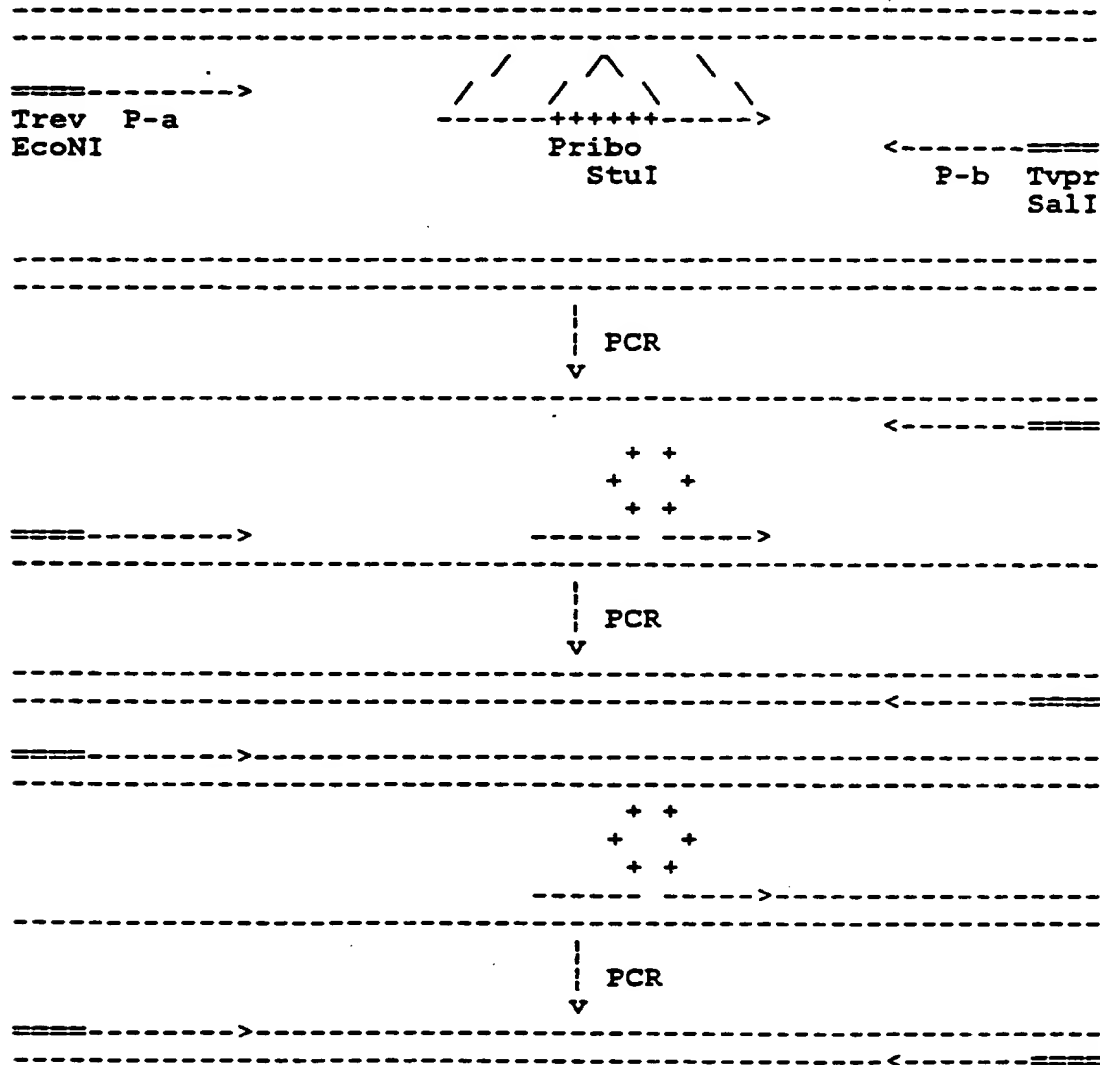 Trev P-a
EcoNI
Pribo
StuI
P-b Tvpr
SalI
PCR
PCR
PCR